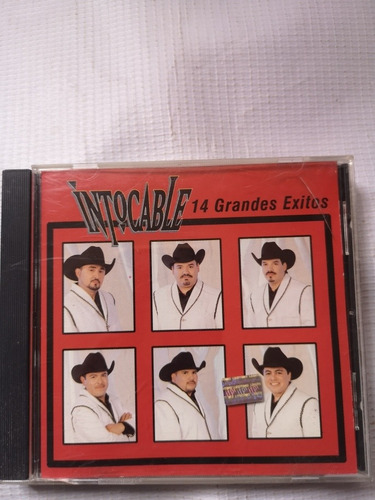 INTOCABLE
14 Grandes Exitos